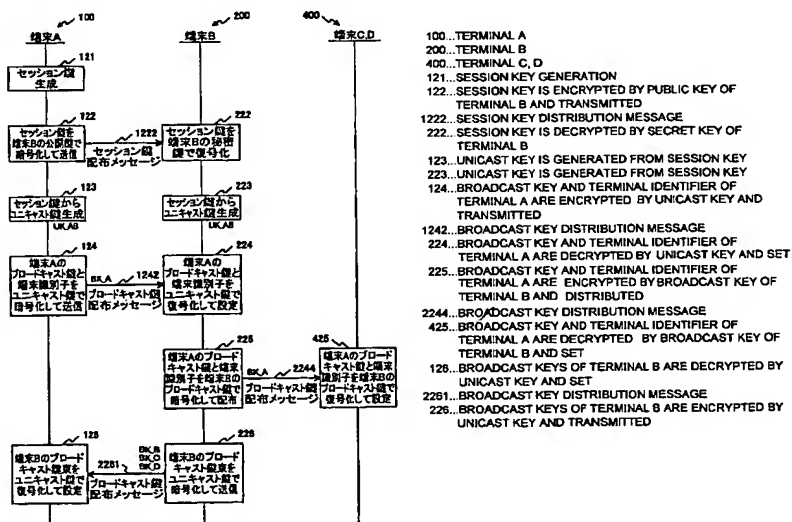 100
200
400
端末A
端末B
端末C,D
121
セッション鍵
生成
122
セッション鍵を
端末Bの公開鍵で
暗号化して送信
1222
セッション鍵
配布メッセージ
222
セッション鍵を
端末Bの秘密
鍵で復号化
123
セッション鍵から
ユニキャスト鍵生成
UK_AB
223
セッション鍵から
ユニキャスト鍵生成
UK_AB
124
端末Aの
ブロードキャスト鍵と
端末識別子を
ユニキャスト鍵で
暗号化して送信
BK_A
1242
ブロードキャスト鍵
配布メッセージ
224
端末Aの
ブロードキャスト鍵と
端末識別子を
ユニキャスト鍵で
復号化して設定
225
端末Aのブロード
キャスト鍵と端末
識別子を端末Bの
ブロードキャスト鍵で
暗号化して配布
BK_A
2244
ブロードキャスト鍵
配布メッセージ
425
端末Aのブロード
キャスト鍵と端末
識別子を端末Bの
ブロードキャスト鍵で
復号化して設定
126
端末Bのブロード
キャスト鍵束を
ユニキャスト鍵で
復号化して設定
2261
BK_B
BK_C
BK_D
ブロードキャスト鍵
配布メッセージ
226
端末Bのブロード
キャスト鍵束を
ユニキャスト鍵で
暗号化して送信
100...TERMINAL A
200...TERMINAL B
400...TERMINAL C, D
121...SESSION KEY GENERATION
122...SESSION KEY IS ENCRYPTED BY PUBLIC KEY OF
TERMINAL B AND TRANSMITTED
1222...SESSION KEY DISTRIBUTION MESSAGE
222...SESSION KEY IS DECRYPTED BY SECRET KEY OF
TERMINAL B
123...UNICAST KEY IS GENERATED FROM SESSION KEY
223...UNICAST KEY IS GENERATED FROM SESSION KEY
124...BROADCAST KEY AND TERMINAL IDENTIFIER OF
TERMINAL A ARE ENCRYPTED BY UNICAST KEY AND
TRANSMITTED
1242...BROADCAST KEY DISTRIBUTION MESSAGE
224...BROADCAST KEY AND TERMINAL IDENTIFIER OF
TERMINAL A ARE DECRYPTED BY UNICAST KEY AND SET
225...BROADCAST KEY AND TERMINAL IDENTIFIER OF
TERMINAL A ARE ENCRYPTED BY BROADCAST KEY OF
TERMINAL B AND DISTRIBUTED
2244...BROADCAST KEY DISTRIBUTION MESSAGE
425...BROADCAST KEY AND TERMINAL IDENTIFIER OF
TERMINAL A ARE DECRYPTED BY BROADCAST KEY OF
TERMINAL B AND SET
126...BROADCAST KEYS OF TERMINAL B ARE DECRYPTED BY
UNICAST KEY AND SET
2261...BROADCAST KEY DISTRIBUTION MESSAGE
226...BROADCAST KEYS OF TERMINAL B ARE ENCRYPTED BY
UNICAST KEY AND TRANSMITTED